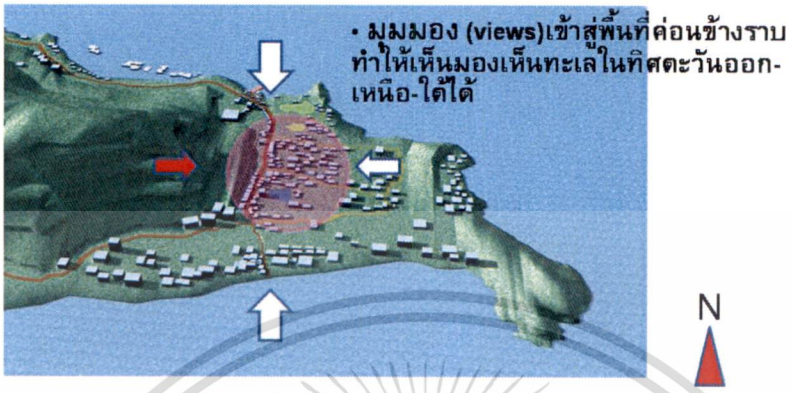 • มุมมอง (views)เข้าสู่พื้นที่ค่อนข้างราบ
ทำให้เห็นมองเห็นทะเลในทิศตะวันออก-
เหนือ-ใต้ได้
N